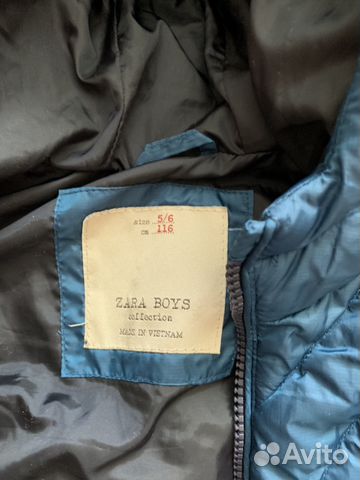 size 5/6
cm 116
ZARA BOYS
collection
MADE IN VIETNAM
Avito